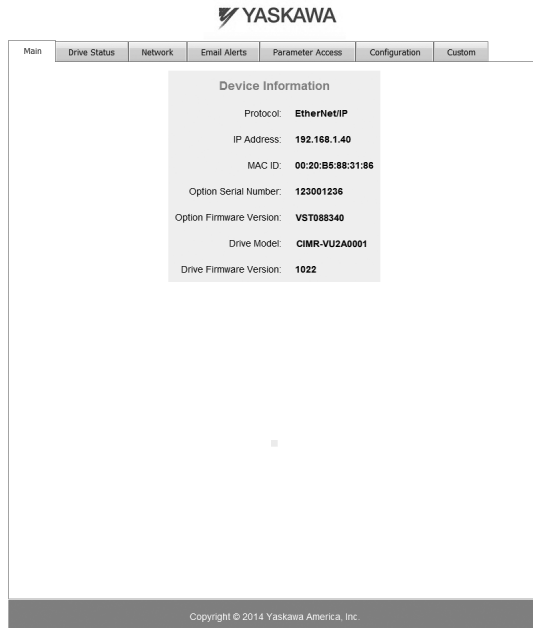 YASKAWA
Main Drive Status Network Email Alerts Parameter Access Configuration Custom
Device Information
Protocol: EtherNet/IP
IP Address: 192.168.1.40
MAC ID: 00:20:B5:88:31:86
Option Serial Number: 123001236
Option Firmware Version: VST088340
Drive Model: CIMR-VU2A0001
Drive Firmware Version: 1022
Copyright © 2014 Yaskawa America, Inc.